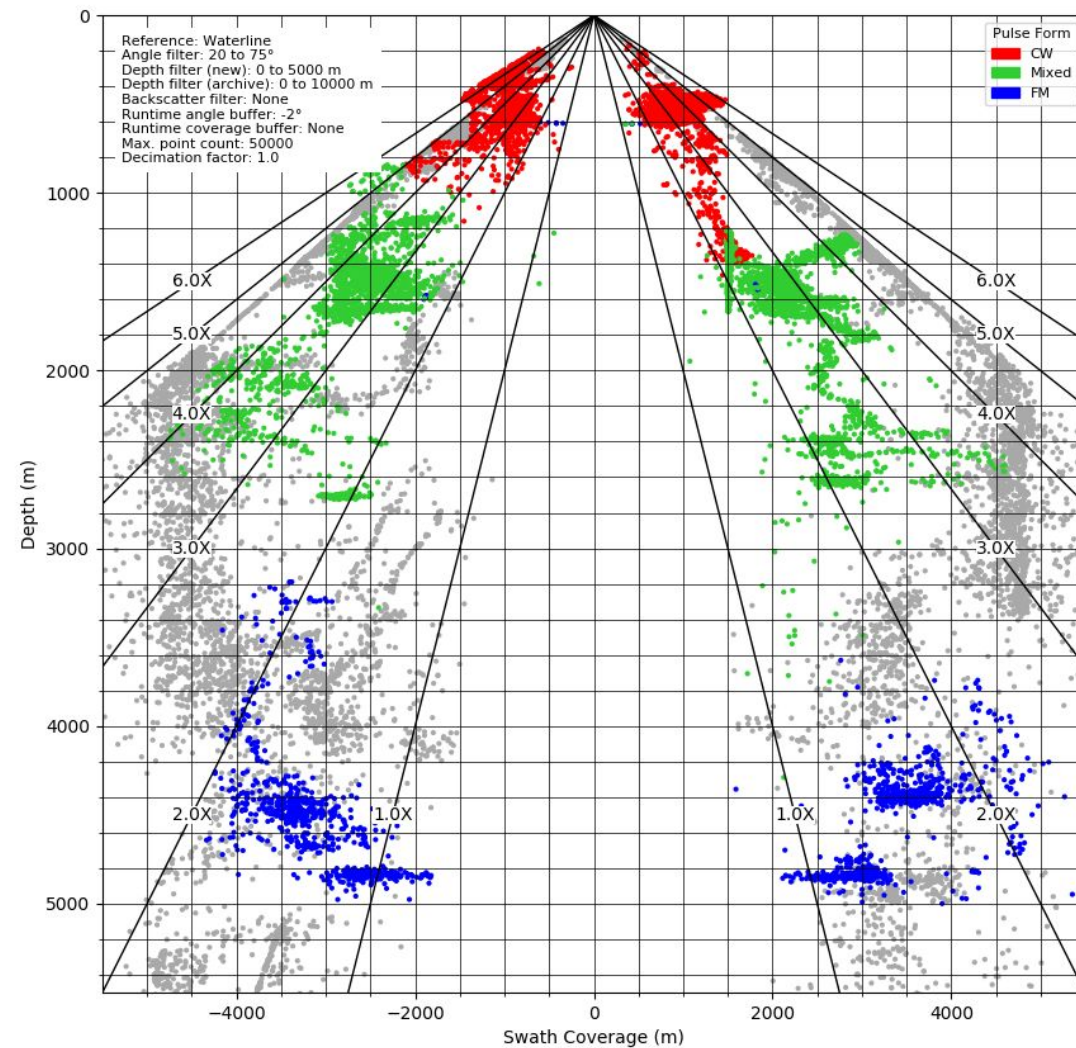 Reference: Waterline
Angle filter: 20 to 75°
Depth filter (new): 0 to 5000 m
Depth filter (archive): 0 to 10000 m
Backscatter filter: None
Runtime angle buffer: -2°
Runtime coverage buffer: None
Max. point count: 50000
Decimation factor: 1.0
Pulse Form
CW
Mixed
FM
0
1000
2000
3000
4000
5000
Depth (m)
6.0X
5.0X
4.0X
3.0X
2.0X
1.0X
1.0X
2.0X
3.0X
4.0X
5.0X
6.0X
−4000
−2000
0
2000
4000
Swath Coverage (m)